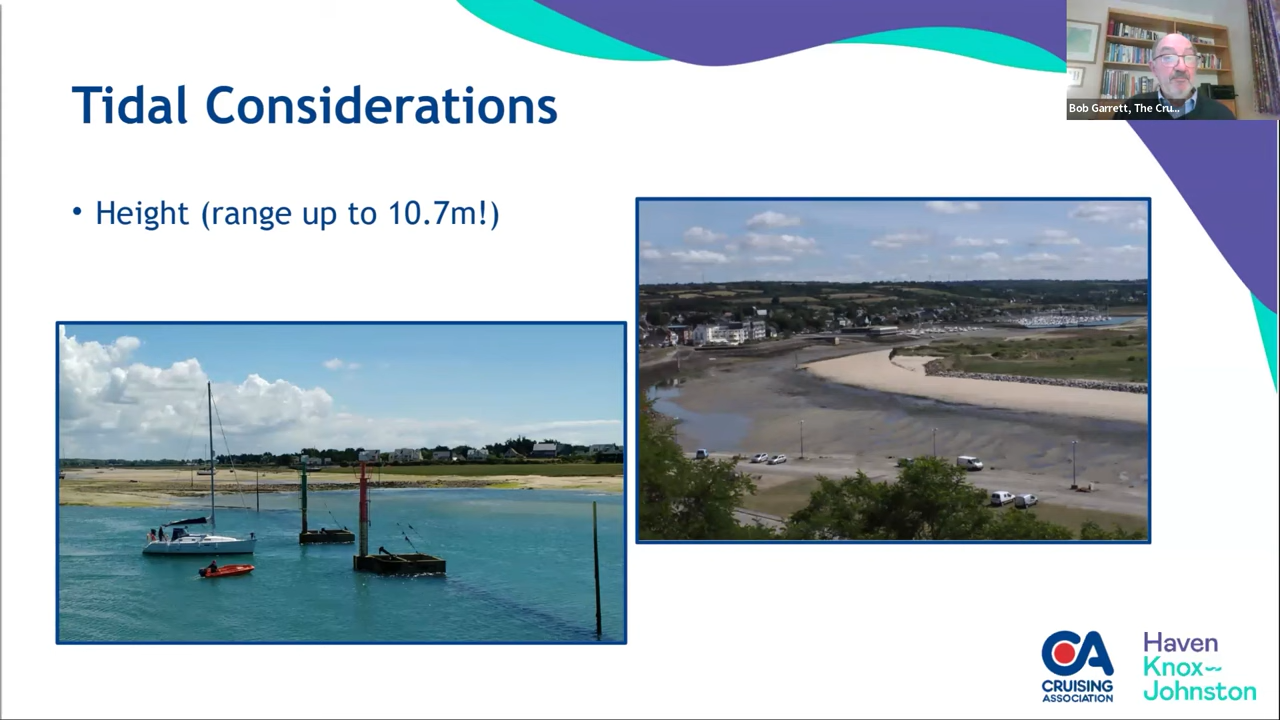 Bob Garrett, The Cru...
Tidal Considerations
• Height (range up to 10.7m!)
CA
CRUISING
ASSOCIATION
Haven
Knox~
Johnston